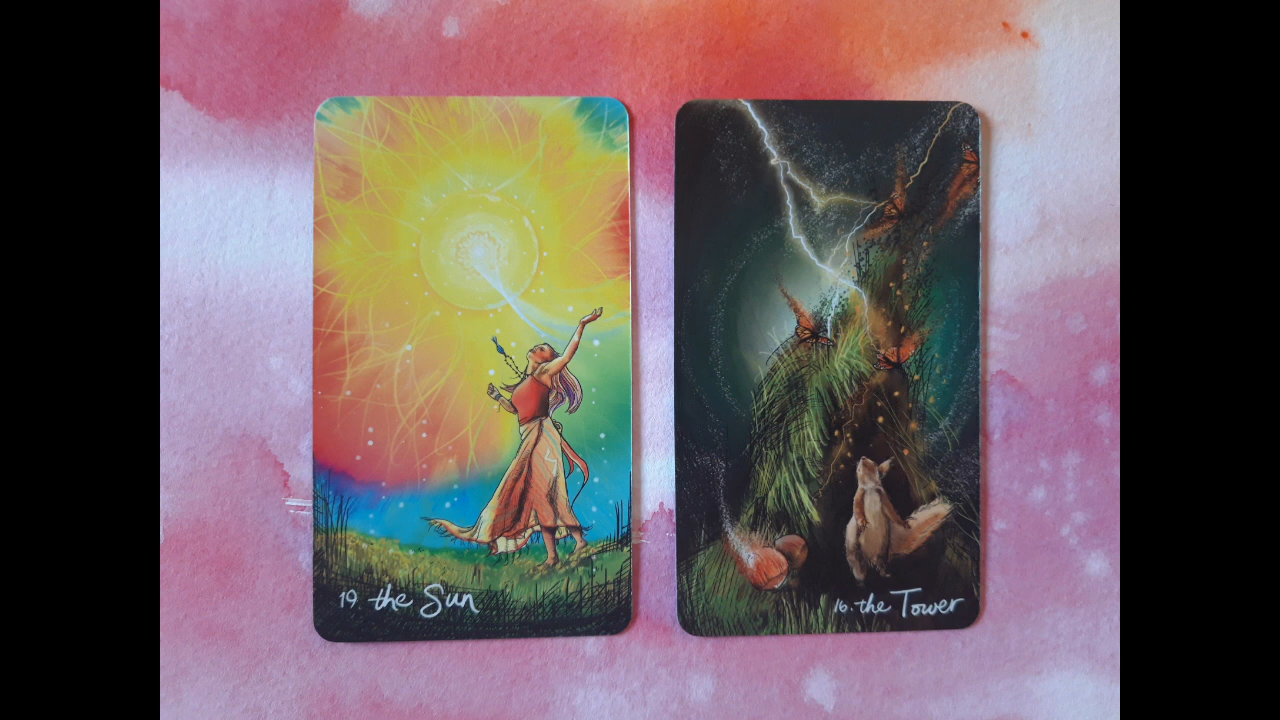 19. the Sun
16. the Tower